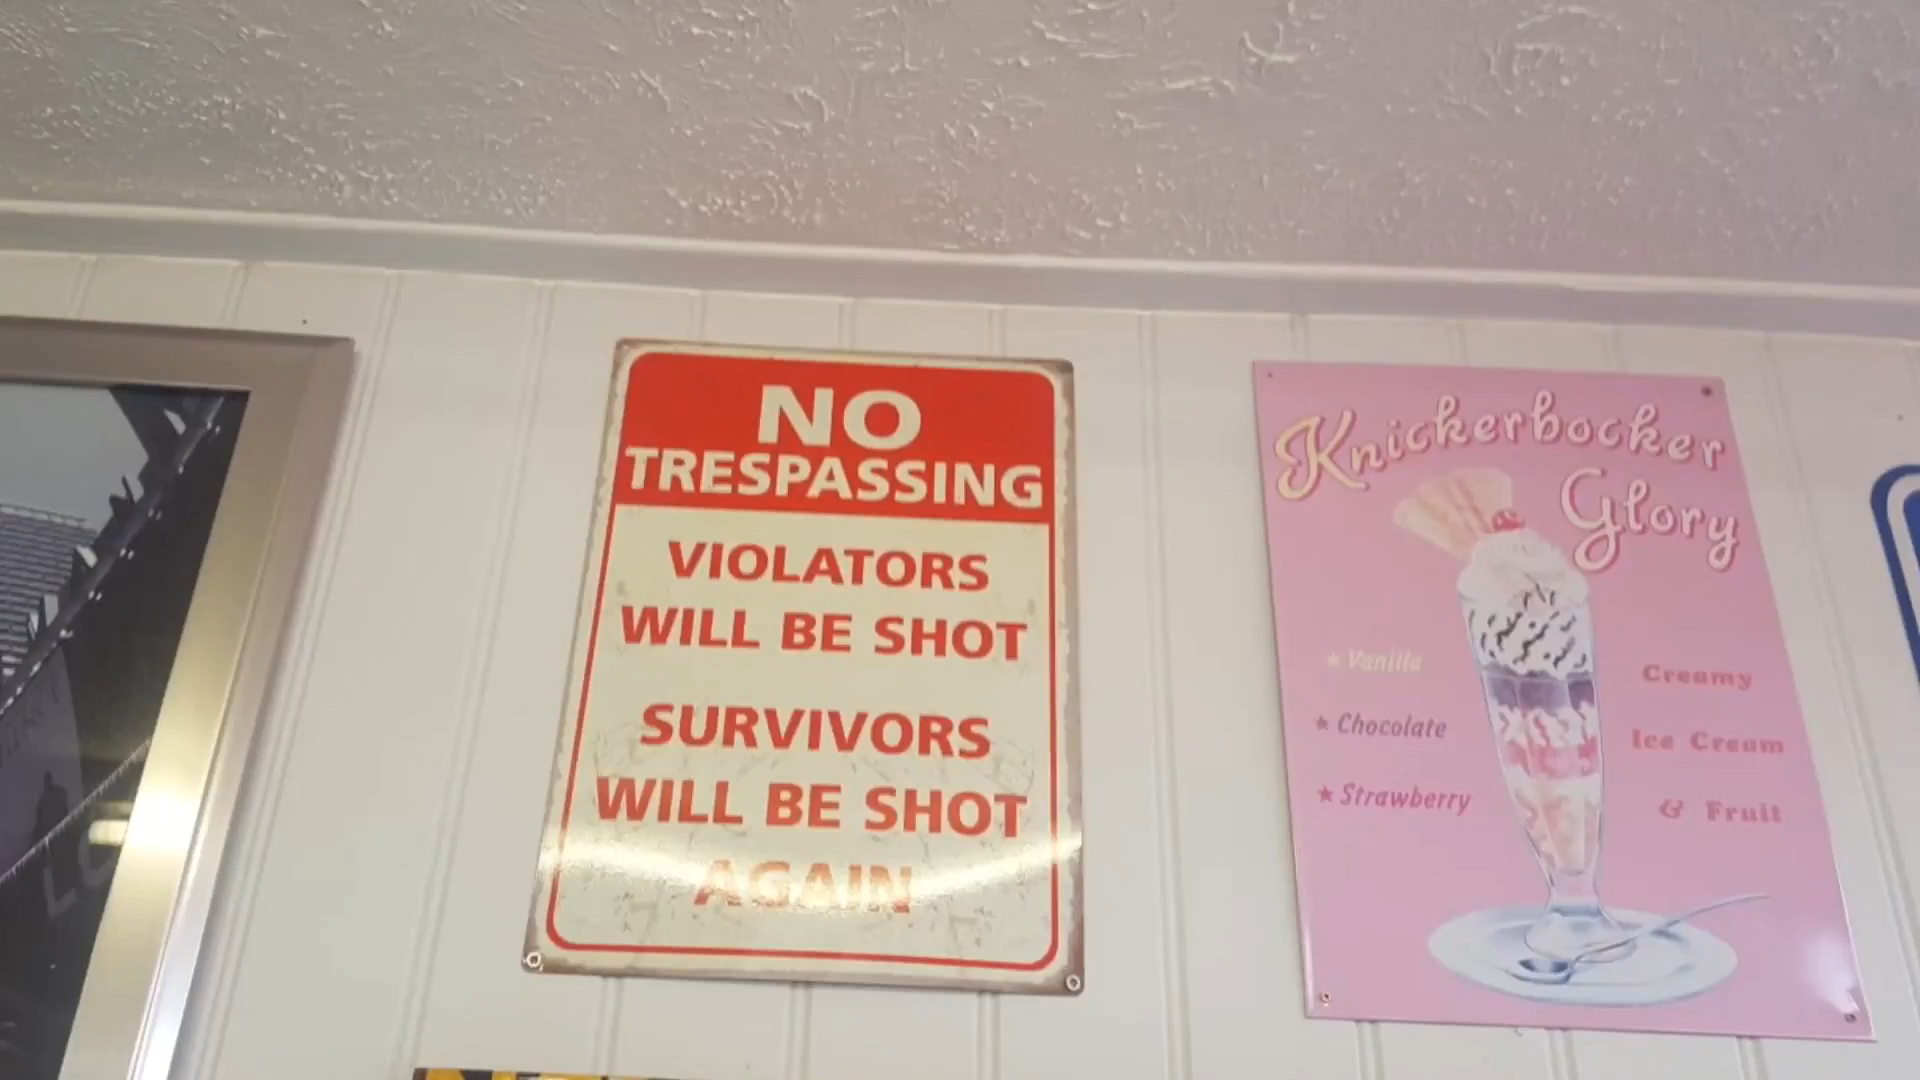 NO
TRESPASSING
VIOLATORS
WILL BE SHOT
SURVIVORS
WILL BE SHOT
AGAIN
Knickerbocker
Glory
★ Vanilla
★ Chocolate
★ Strawberry
Creamy
Ice Cream
& Fruit